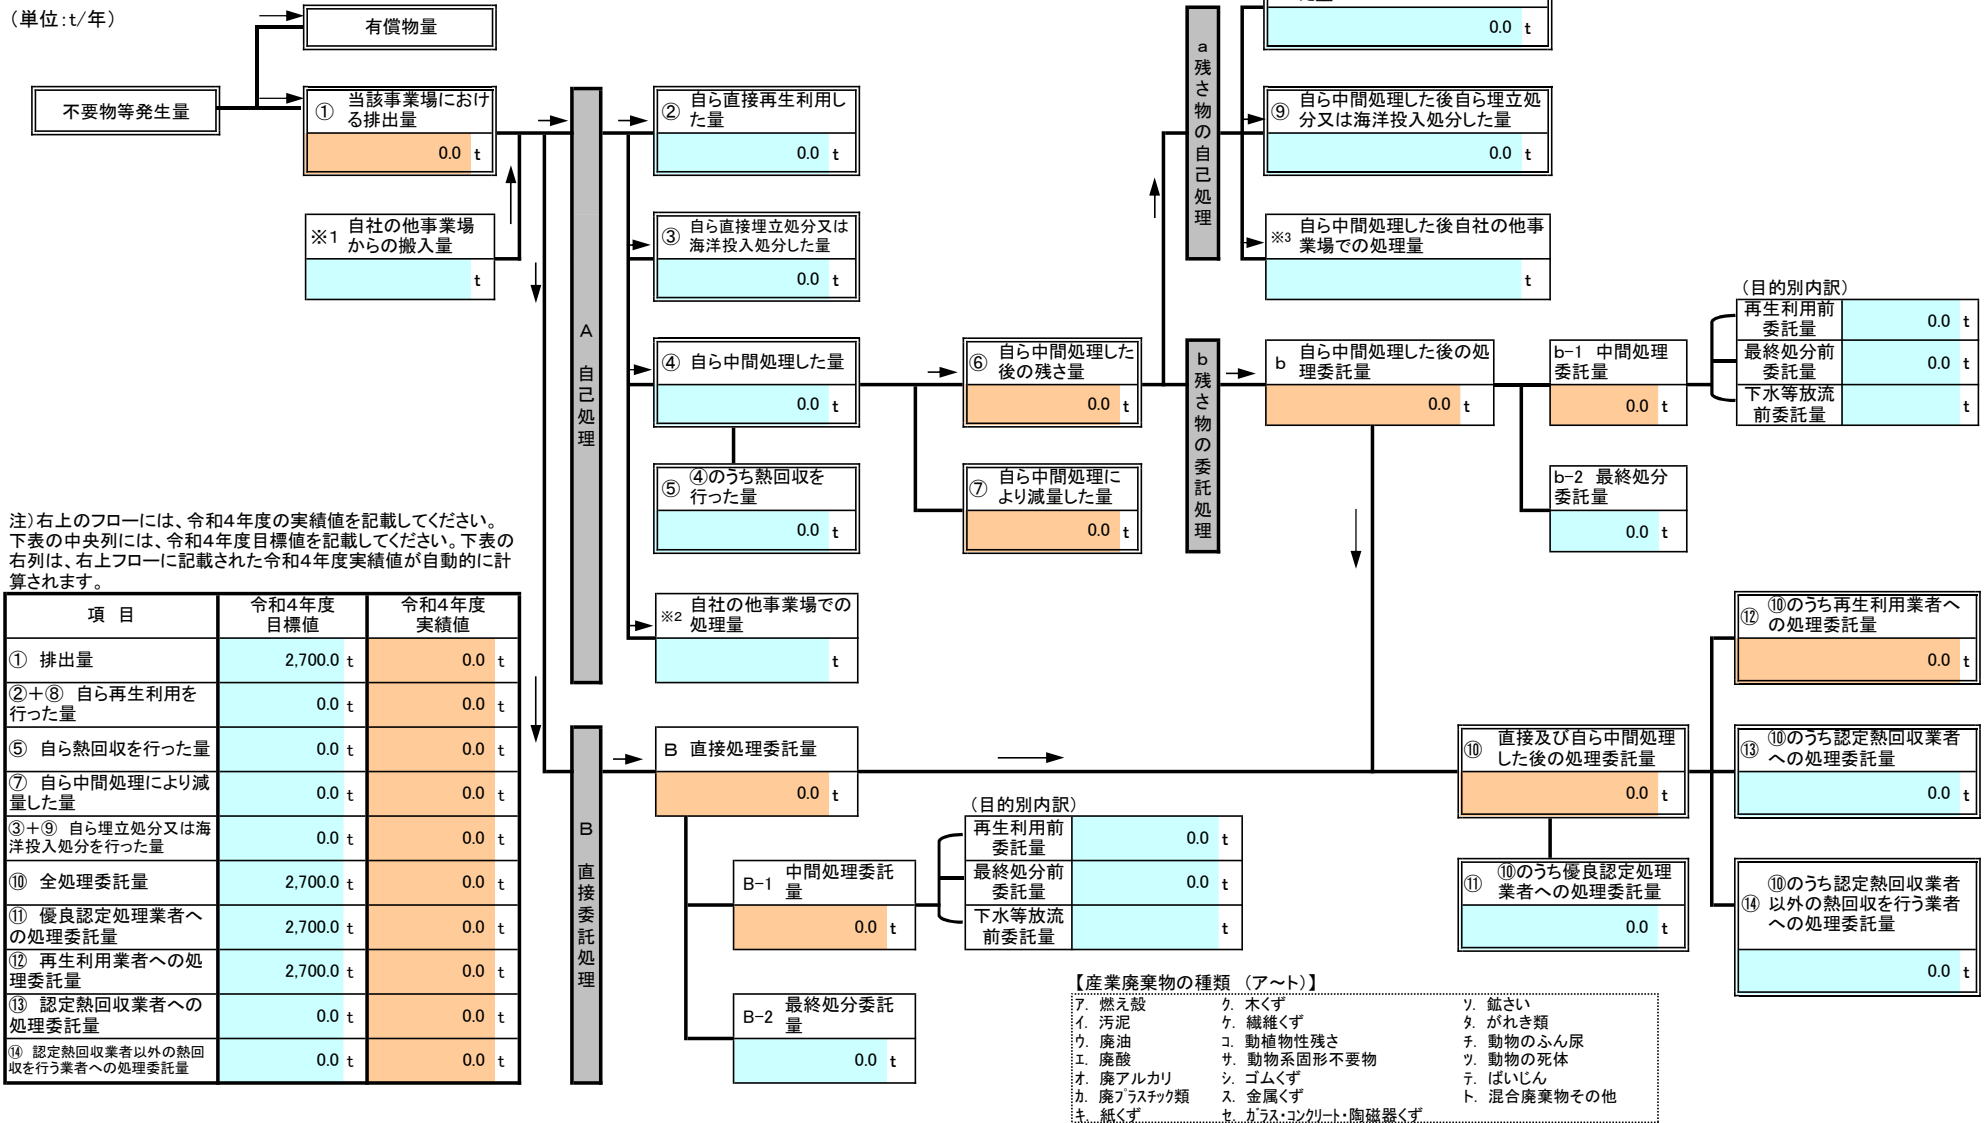 （単位：t/年）
有償物量
不要物等発生量
① 当該事業場におけ
る排出量
0.0 t
※1 自社の他事業場
からの搬入量
t
A 自己処理
② 自ら直接再生利用し
た量
0.0 t
③ 自ら直接埋立処分又は
海洋投入処分した量
0.0 t
④ 自ら中間処理した量
0.0 t
⑤ ④のうち熱回収を
行った量
0.0 t
※2 自社の他事業場での
処理量
t
⑥ 自ら中間処理した
後の残さ量
0.0 t
⑦ 自ら中間処理に
より減量した量
0.0 t
a 残さ物の自己処理
0.0 t
⑨ 自ら中間処理した後自ら埋立処
分又は海洋投入処分した量
0.0 t
※3 自ら中間処理した後自社の他事
業場での処理量
t
b 残さ物の委託処理
b 自ら中間処理した後の処
理委託量
0.0 t
b-1 中間処理
委託量
0.0 t
b-2 最終処分
委託量
0.0 t
（目的別内訳）
再生利用前
委託量 0.0 t
最終処分前
委託量 0.0 t
下水等放流
前委託量 t
注）右上のフローには、令和4年度の実績値を記載してください。
下表の中央列には、令和4年度目標値を記載してください。下表の
右列は、右上フローに記載された令和4年度実績値が自動的に計
算されます。
項 目 令和4年度 目標値 令和4年度 実績値
① 排出量 2,700.0 t 0.0 t
②＋⑧ 自ら再生利用を
行った量 0.0 t 0.0 t
⑤ 自ら熱回収を行った量 0.0 t 0.0 t
⑦ 自ら中間処理により減
量した量 0.0 t 0.0 t
③＋⑨ 自ら埋立処分又は海
洋投入処分を行った量 0.0 t 0.0 t
⑩ 全処理委託量 2,700.0 t 0.0 t
⑪ 優良認定処理業者へ
の処理委託量 2,700.0 t 0.0 t
⑫ 再生利用業者への処
理委託量 2,700.0 t 0.0 t
⑬ 認定熱回収業者への
処理委託量 0.0 t 0.0 t
⑭ 認定熱回収業者以外の熱回
収を行う業者への処理委託量 0.0 t 0.0 t
B 直接委託処理
B 直接処理委託量
0.0 t
B-1 中間処理委託
量
0.0 t
B-2 最終処分委託
量
0.0 t
（目的別内訳）
再生利用前
委託量 0.0 t
最終処分前
委託量 0.0 t
下水等放流
前委託量 t
⑩ 直接及び自ら中間処理
した後の処理委託量
0.0 t
⑪ ⑩のうち優良認定処理
業者への処理委託量
0.0 t
⑫ ⑩のうち再生利用業者へ
の処理委託量
0.0 t
⑬ ⑩のうち認定熱回収業者
への処理委託量
0.0 t
⑭ ⑩のうち認定熱回収業者
以外の熱回収を行う業者
への処理委託量
0.0 t
【産業廃棄物の種類 （ア～ト）】
ア. 燃え殻 ク. 木くず ソ. 鉱さい
イ. 汚泥 ケ. 繊維くず タ. がれき類
ウ. 廃油 コ. 動植物性残さ チ. 動物のふん尿
エ. 廃酸 サ. 動物系固形不要物 ツ. 動物の死体
オ. 廃アルカリ シ. ゴムくず テ. ばいじん
カ. 廃プラスチック類 ス. 金属くず ト. 混合廃棄物その他
キ. 紙くず セ. ガラス・コンクリート・陶磁器くず